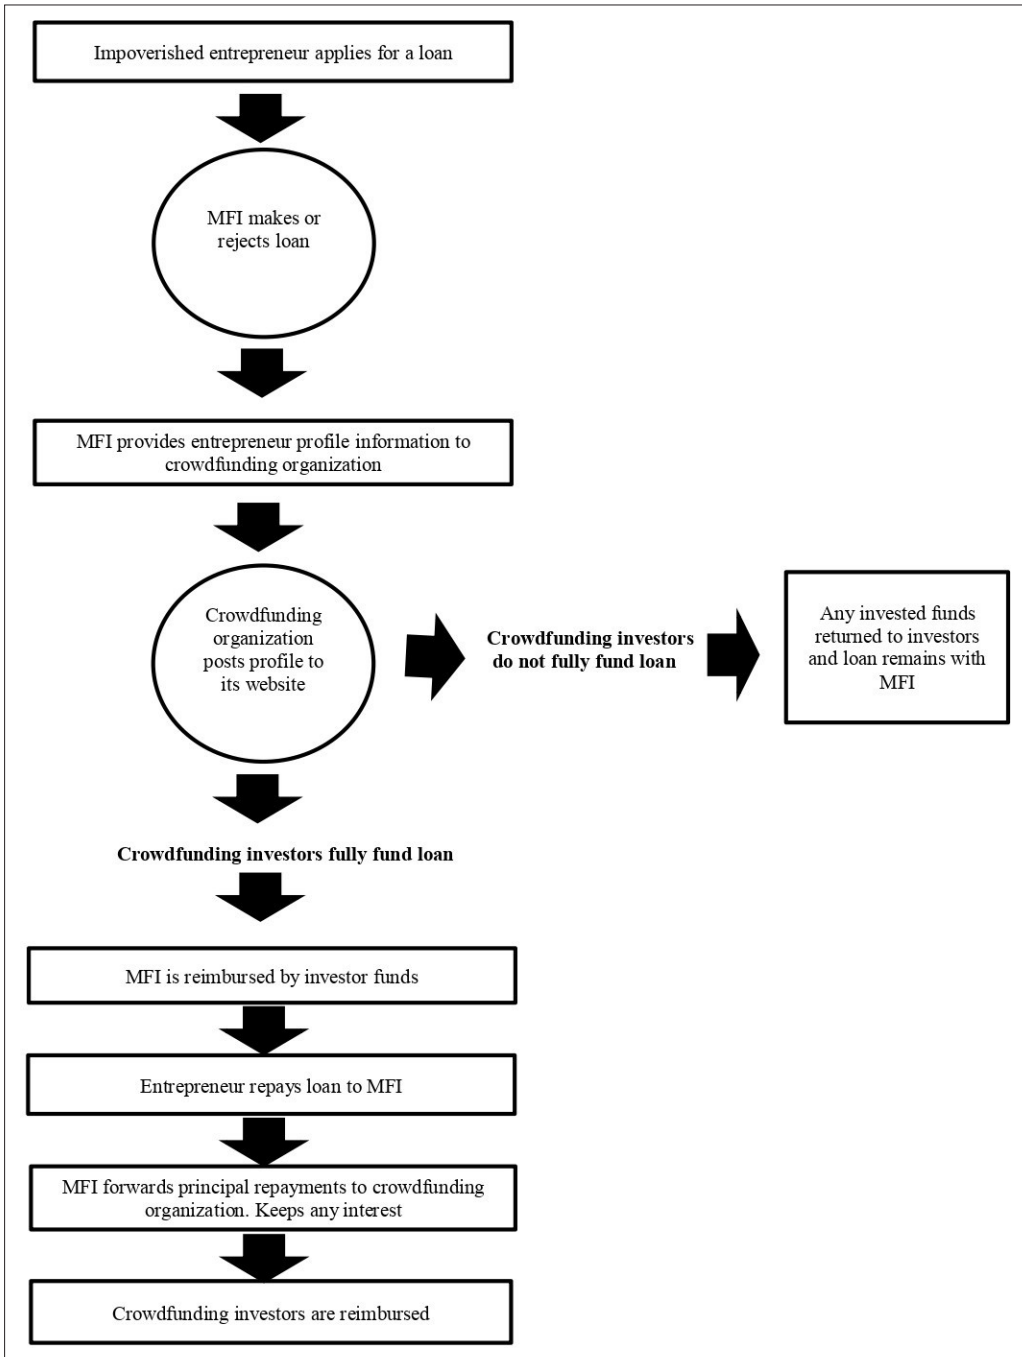 Impoverished entrepreneur applies for a loan
MFI makes or
rejects loan
MFI provides entrepreneur profile information to
crowdfunding organization
Crowdfunding
organization
posts profile to
its website
Crowdfunding investors
do not fully fund loan
Any invested funds
returned to investors
and loan remains with
MFI
Crowdfunding investors fully fund loan
MFI is reimbursed by investor funds
Entrepreneur repays loan to MFI
MFI forwards principal repayments to crowdfunding
organization. Keeps any interest
Crowdfunding investors are reimbursed